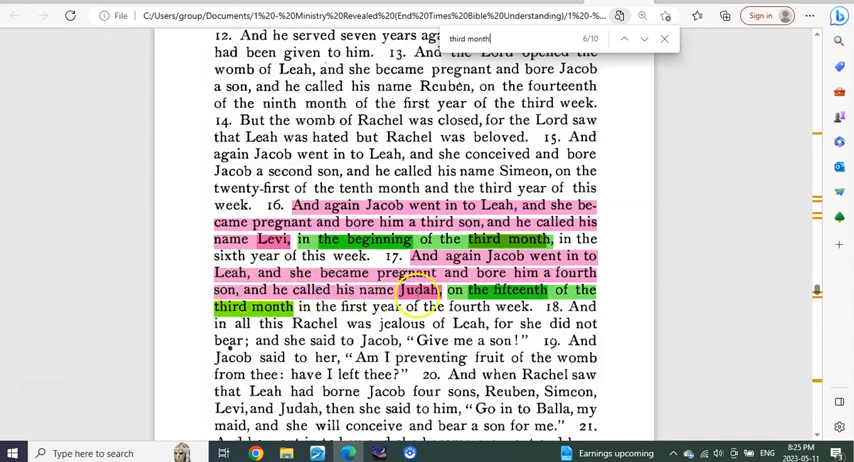 File
C:/Users/group/Documents/1%20-%20Ministry%20Revealed%20(End%20Times%20Bible%20Understanding)/1%20-%...
Sign in
third month
6/10
12. And he served seven years aga
had been given to him. 13. And the Lord opened the
womb of Leah, and she became pregnant and bore Jacob
a son, and he called his name Reuben, on the fourteenth
of the ninth month of the first year of the third week.
14. But the womb of Rachel was closed, for the Lord saw
that Leah was hated but Rachel was beloved. 15. And
again Jacob went in to Leah, and she conceived and bore
Jacob a second son, and he called his name Simeon, on the
twenty-first of the tenth month and the third year of this
week. 16. And again Jacob went in to Leah, and she be-
came pregnant and bore him a third son, and he called his
name Levi, in the beginning of the third month, in the
sixth year of this week. 17. And again Jacob went in to
Leah, and she became pregnant and bore him a fourth
son, and he called his name Judah, on the fifteenth of the
third month in the first year of the fourth week. 18. And
in all this Rachel was jealous of Leah, for she did not
bear; and she said to Jacob, "Give me a son!" 19. And
Jacob said to her, "Am I preventing fruit of the womb
from thee: have I left thee?" 20. And when Rachel saw
that Leah had borne Jacob four sons, Reuben, Simeon,
Levi, and Judah, then she said to him, "Go in to Balla, my
maid, and she will conceive and bear a son for me." 21.
Type here to search
Earnings upcoming
ENG
8:25 PM
2023-05-11